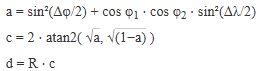 a = sin²(Δφ/2) + cos φ₁ ⋅ cos φ₂ ⋅ sin²(Δλ/2)
c = 2 ⋅ atan2( √a, √(1−a) )
d = R ⋅ c